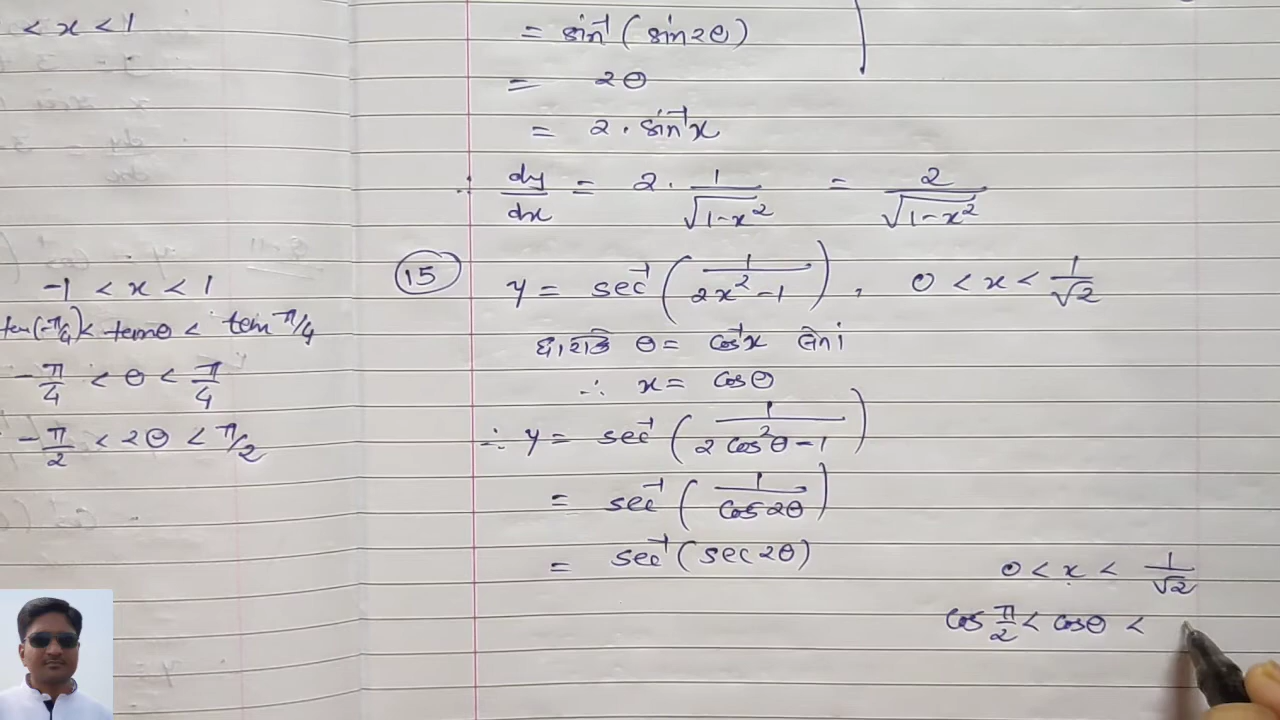 < x < 1
-1 < x < 1
tan(-π/4) < tanθ < tan π/4
-π/4 < θ < π/4
-π/2 < 2θ < π/2
= sin⁻¹(sin2θ)
= 2θ
= 2 · sin⁻¹x
∴ dy/dx = 2 · 1/√(1-x²) = 2/√(1-x²)
15 y = sec⁻¹(1/(2x²-1)), 0 < x < 1/√2
ધારો કે θ = cos⁻¹x
∴ x = cosθ
∴ y = sec⁻¹(1/(2cos²θ-1))
= sec⁻¹(1/cos2θ)
= sec⁻¹(sec2θ)
0 < x < 1/√2
cos π/2 < cosθ <